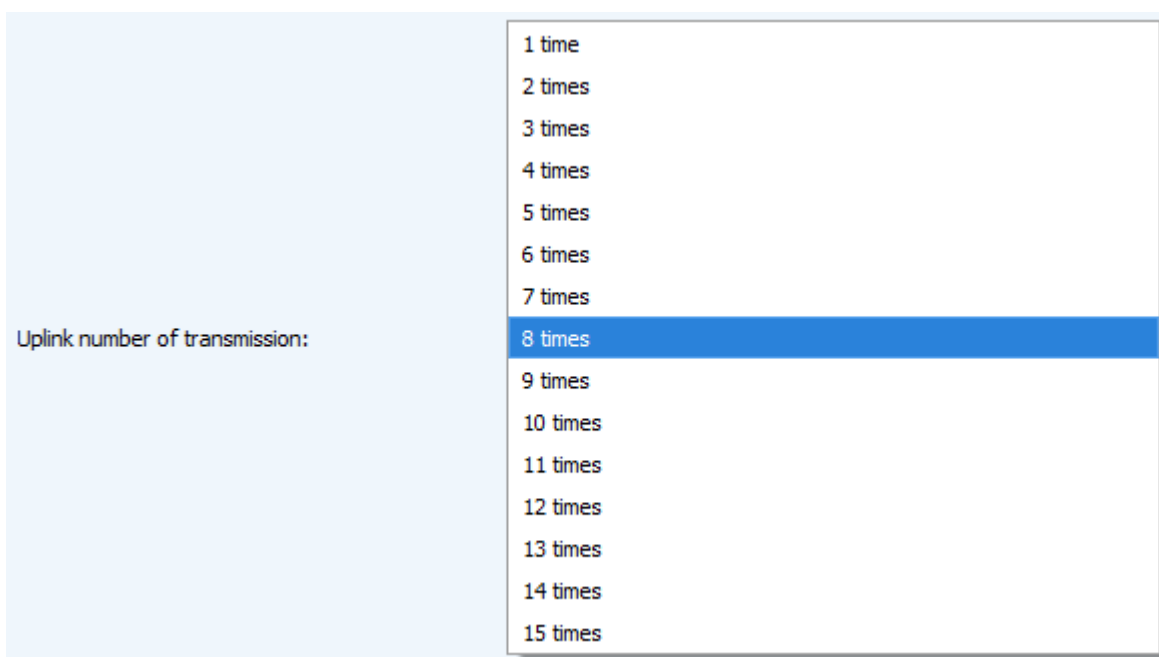 Uplink number of transmission:
1 time
2 times
3 times
4 times
5 times
6 times
7 times
8 times
9 times
10 times
11 times
12 times
13 times
14 times
15 times